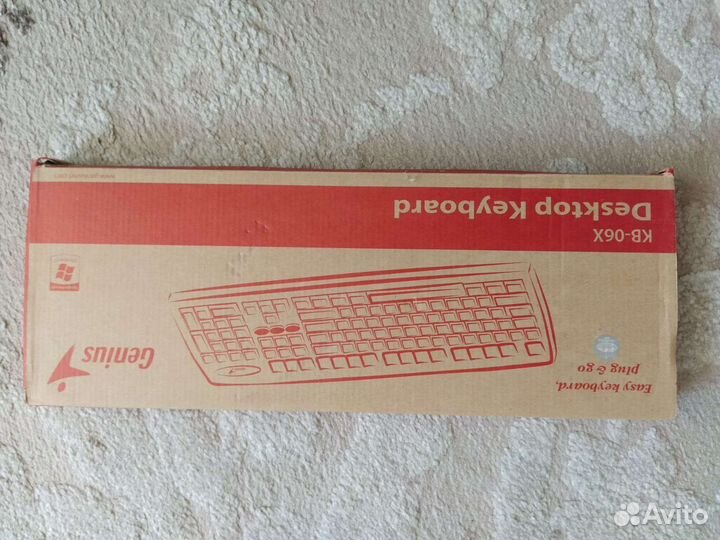 Easy keyboard,
plug & go
Genius
KB-06X
Desktop Keyboard
Avito